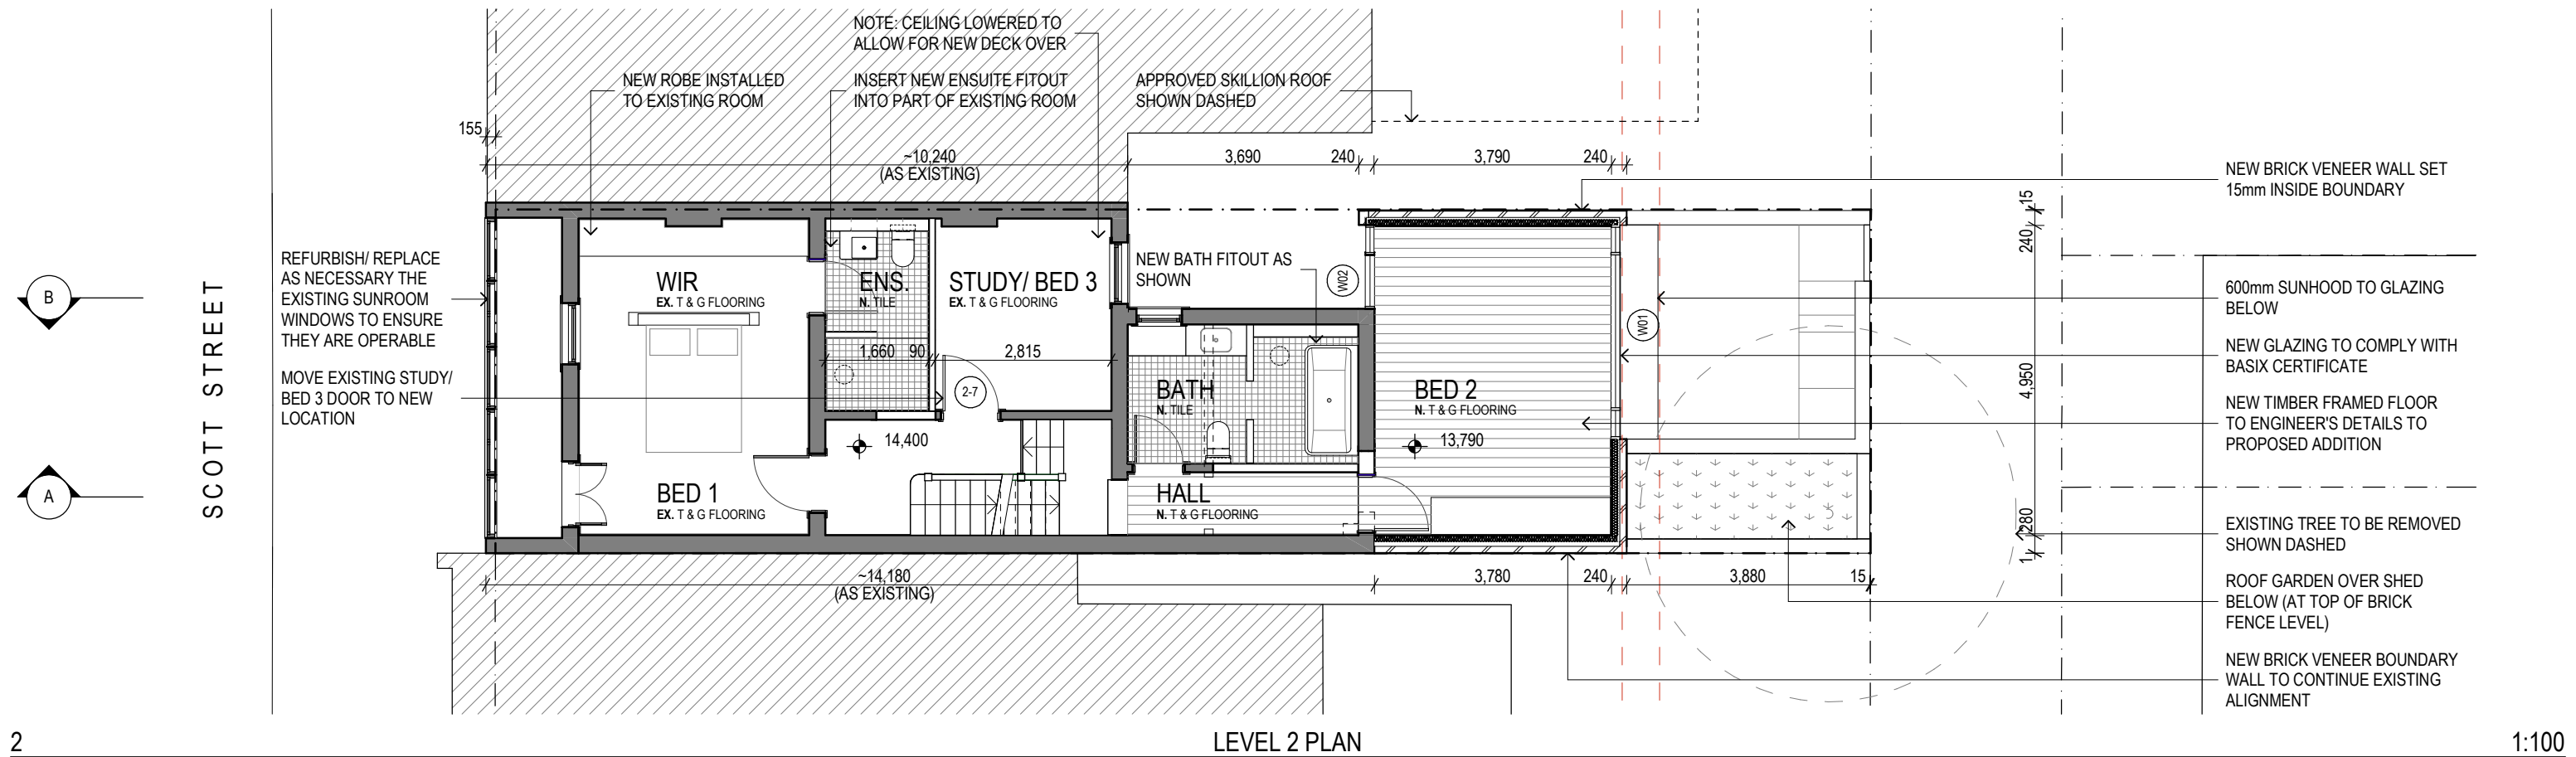 NOTE: CEILING LOWERED TO
ALLOW FOR NEW DECK OVER
NEW ROBE INSTALLED
TO EXISTING ROOM
INSERT NEW ENSUITE FITOUT
INTO PART OF EXISTING ROOM
APPROVED SKILLION ROOF
SHOWN DASHED
155
~10,240
(AS EXISTING)
3,690
240
3,790
240
NEW BRICK VENEER WALL SET
15mm INSIDE BOUNDARY
15
240
4,950
280
1
REFURBISH/ REPLACE
AS NECESSARY THE
EXISTING SUNROOM
WINDOWS TO ENSURE
THEY ARE OPERABLE
MOVE EXISTING STUDY/
BED 3 DOOR TO NEW
LOCATION
B
A
SCOTT STREET
WIR
EX. T & G FLOORING
ENS.
N. TILE
STUDY/ BED 3
EX. T & G FLOORING
NEW BATH FITOUT AS
SHOWN
W02
W01
1,660
90
2,815
2-7
BATH
N. TILE
BED 2
N. T & G FLOORING
14,400
13,790
BED 1
EX. T & G FLOORING
HALL
N. T & G FLOORING
600mm SUNHOOD TO GLAZING
BELOW
NEW GLAZING TO COMPLY WITH
BASIX CERTIFICATE
NEW TIMBER FRAMED FLOOR
TO ENGINEER'S DETAILS TO
PROPOSED ADDITION
EXISTING TREE TO BE REMOVED
SHOWN DASHED
ROOF GARDEN OVER SHED
BELOW (AT TOP OF BRICK
FENCE LEVEL)
NEW BRICK VENEER BOUNDARY
WALL TO CONTINUE EXISTING
ALIGNMENT
~14,180
(AS EXISTING)
3,780
240
3,880
15
2
LEVEL 2 PLAN
1:100